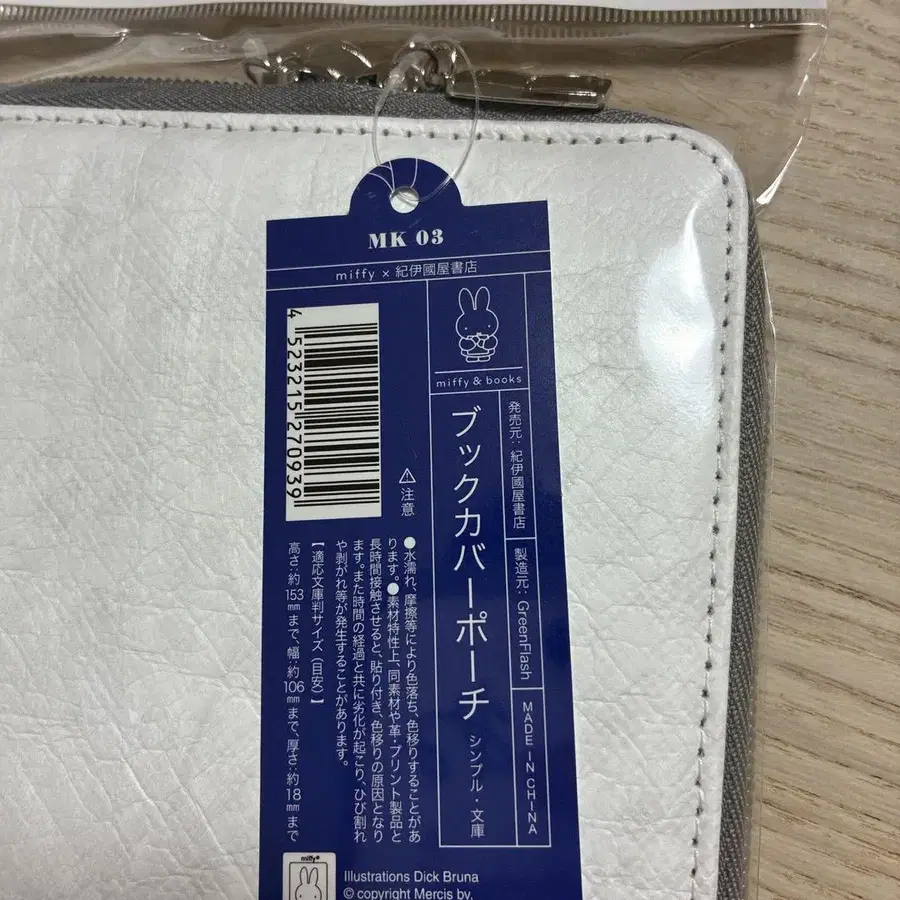 MK 03
miffy × 紀伊國屋書店
miffy & books
ブックカバーポーチ シンプル・文庫
発売元：紀伊國屋書店
製造元：GreenFlash
MADE IN CHINA
4 523215 270939
⚠注意
●水濡れ、摩擦等により色落ち、色移りすることがあ
ります。●素材特性上、同素材や革・プリント製品と
長時間接触させると、貼り付き、色移りの原因となり
ます。また時間の経過と共に劣化が起こり、ひび割れ
や剥がれ等が発生することがあります。
【適応文庫判サイズ(目安)】
高さ:約153mmまで、幅:約106mmまで、厚さ:約18mmまで
miffy®
Illustrations Dick Bruna
© copyright Mercis bv,